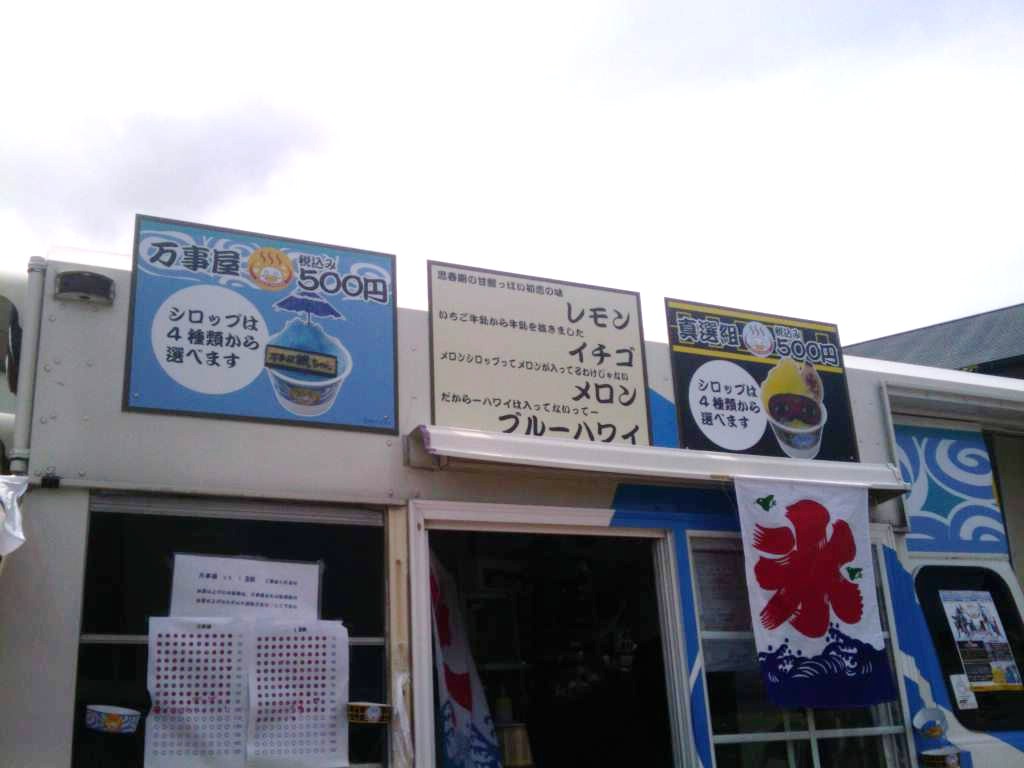 万事屋
税込み
500円
シロップは
4種類から
選べます
思春期の甘酸っぱい初恋の味
レモン
いちご牛乳から牛乳を抜きました
イチゴ
メロンシロップってメロンが入ってるわけじゃない
メロン
だからーハワイは入ってないってー
ブルーハワイ
真選組
税込み
500円
シロップは
4種類から
選べます
氷
万事屋